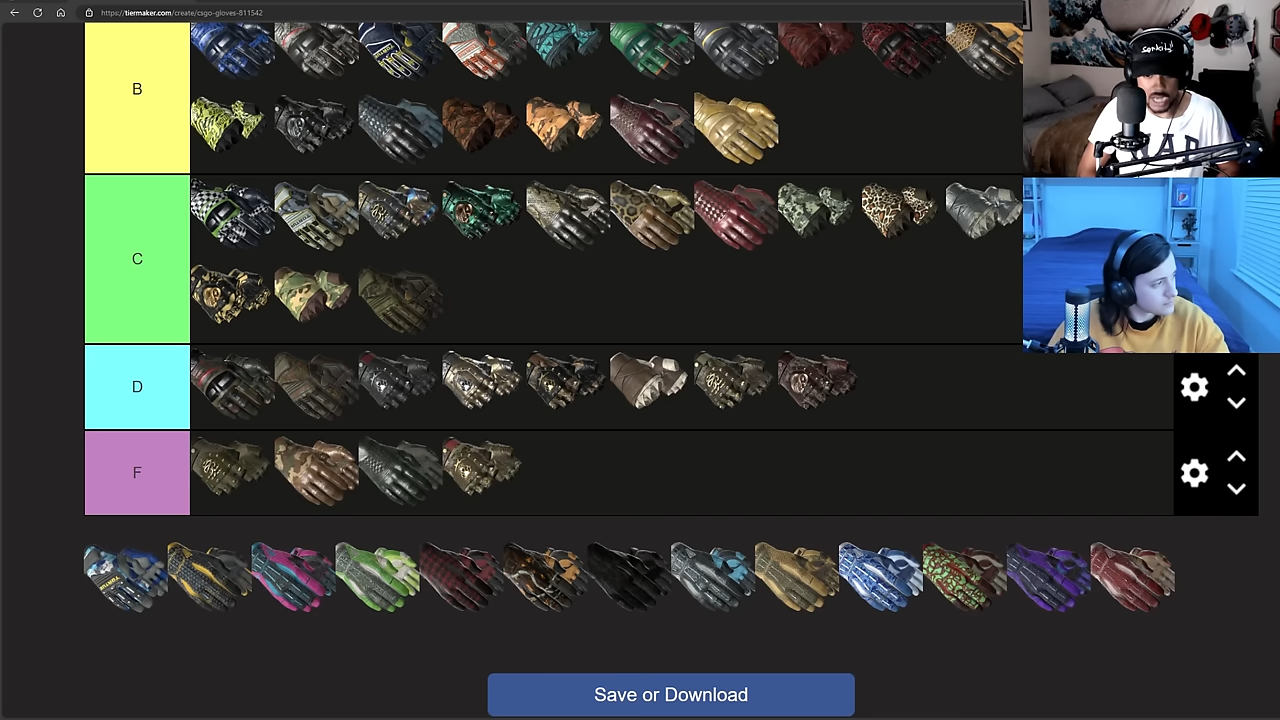 https://tiermaker.com/create/csgo-gloves-811542
B
C
D
F
Save or Download